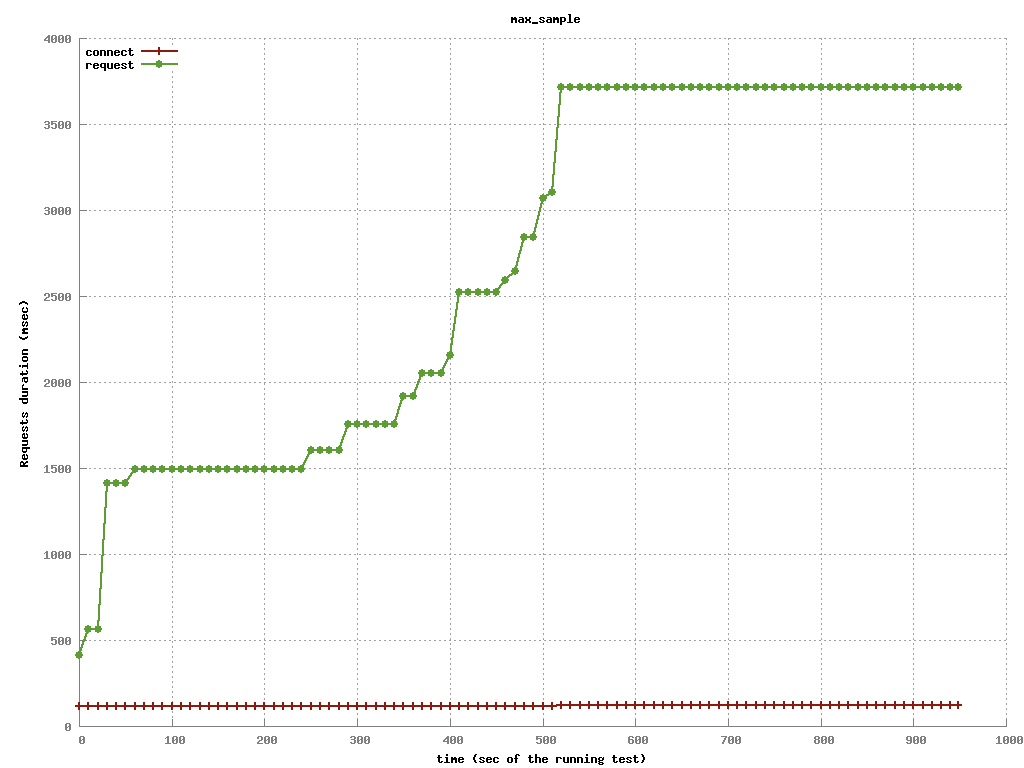 max_sample
connect
request
4000
3500
3000
2500
2000
1500
1000
500
0
Requests duration (msec)
0 100 200 300 400 500 600 700 800 900 1000
time (sec of the running test)